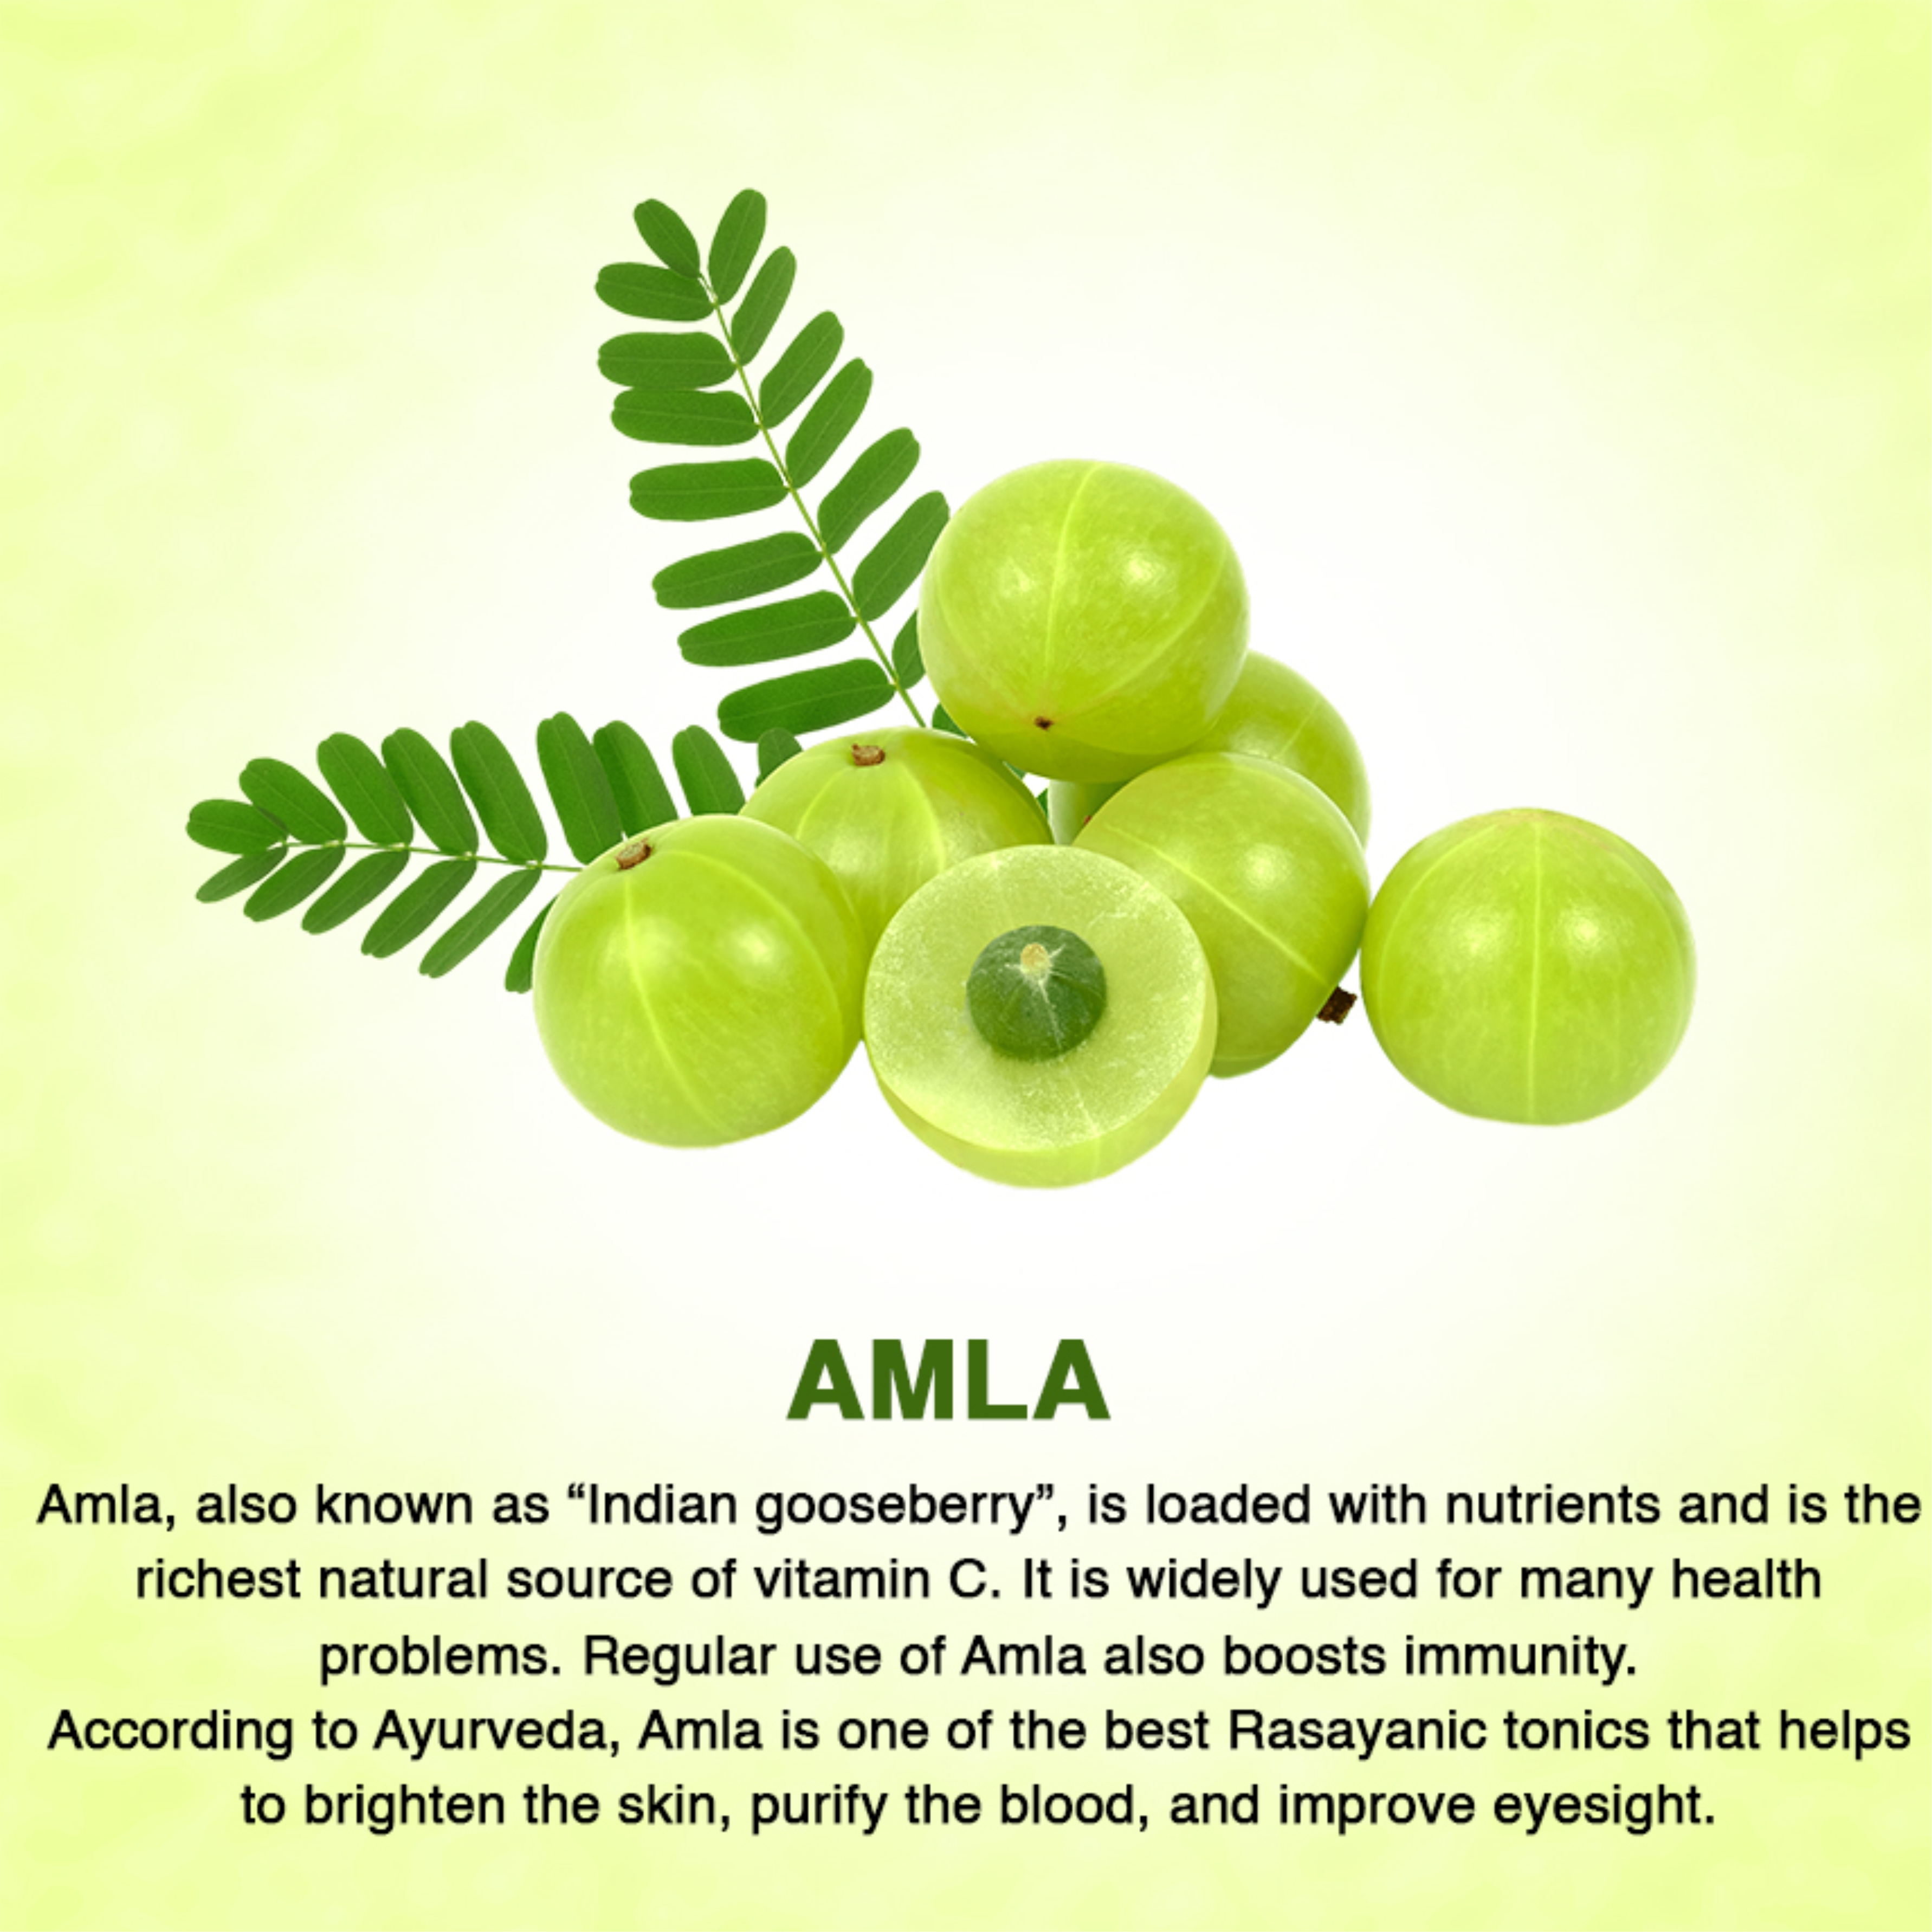 AMLA
Amla, also known as “Indian gooseberry”, is loaded with nutrients and is the
richest natural source of vitamin C. It is widely used for many health
problems. Regular use of Amla also boosts immunity.
According to Ayurveda, Amla is one of the best Rasayanic tonics that helps
to brighten the skin, purify the blood, and improve eyesight.